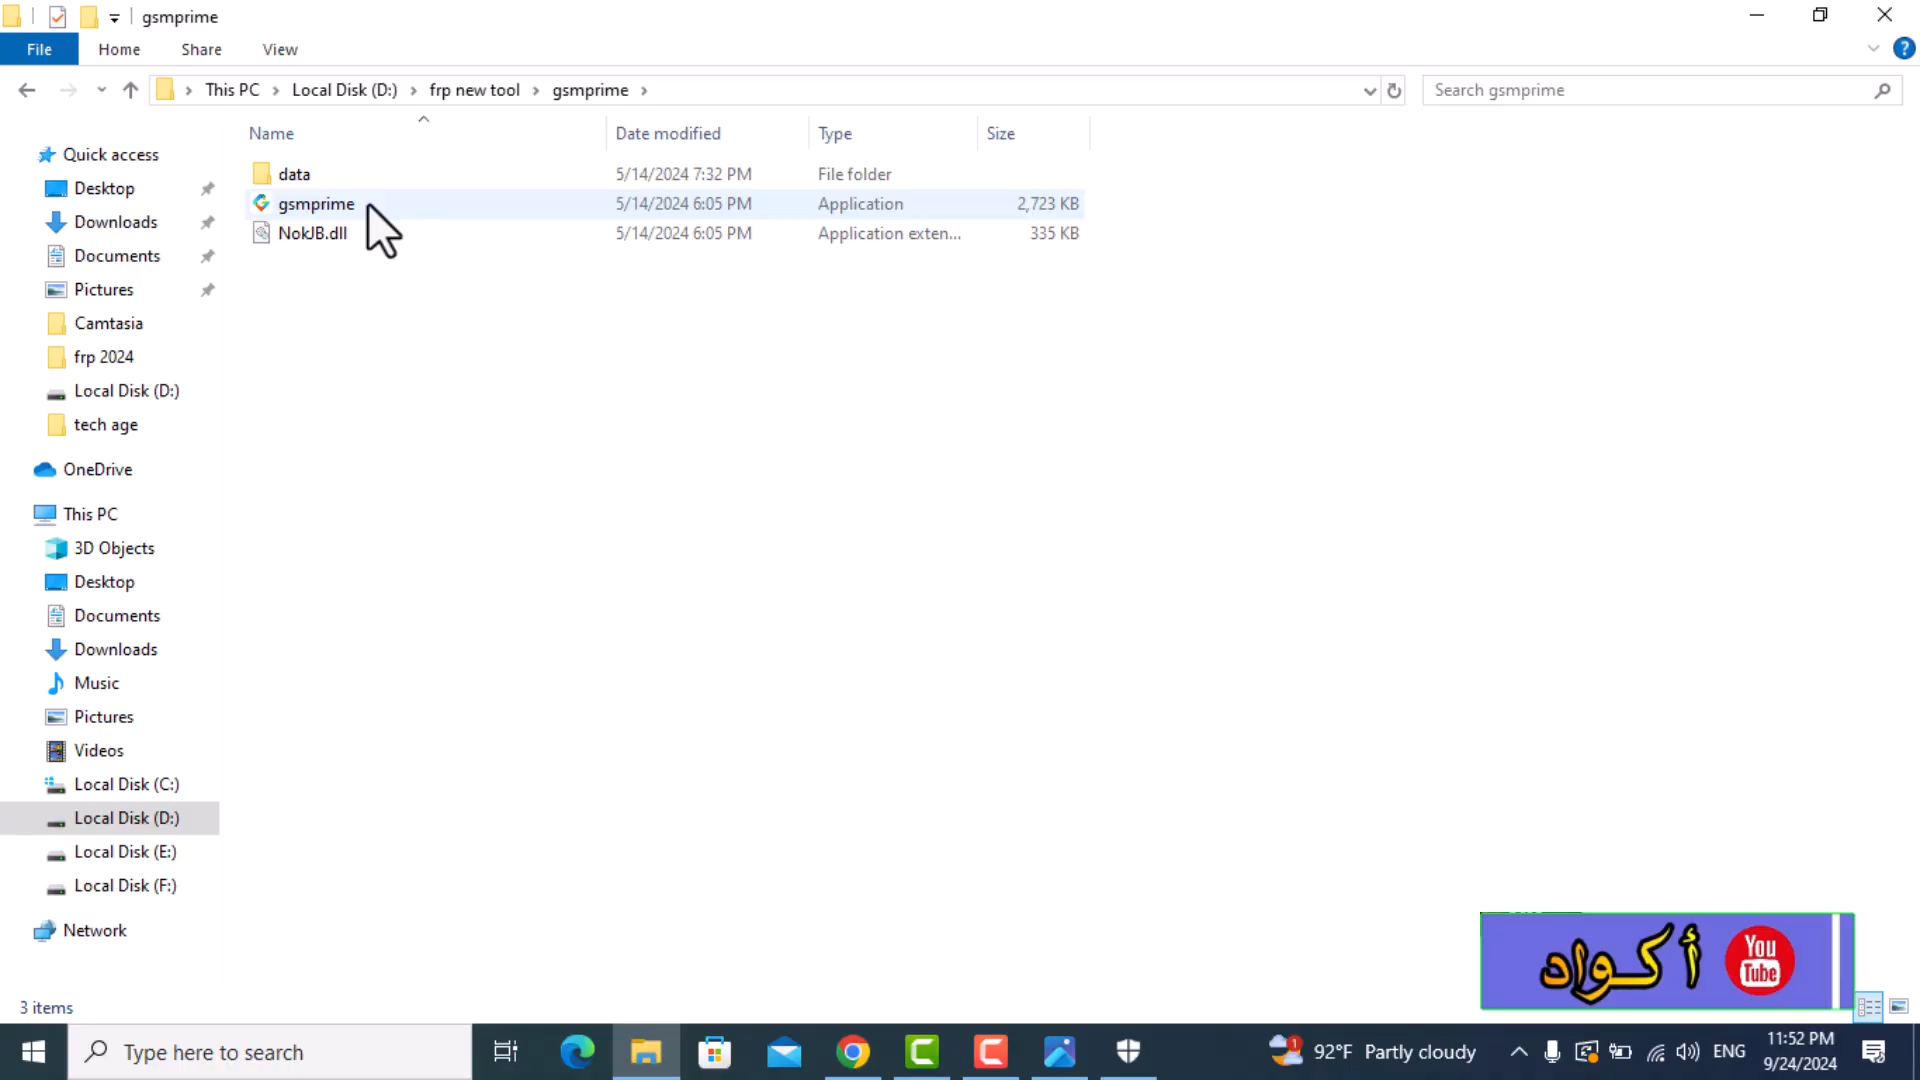 gsmprime
File Home Share View
This PC Local Disk (D:) frp new tool gsmprime
Search gsmprime
Name Date modified Type Size
data 5/14/2024 7:32 PM File folder
gsmprime 5/14/2024 6:05 PM Application 2,723 KB
NokJB.dll 5/14/2024 6:05 PM Application exten... 335 KB
Quick access
Desktop
Downloads
Documents
Pictures
Camtasia
frp 2024
Local Disk (D:)
tech age
OneDrive
This PC
3D Objects
Desktop
Documents
Downloads
Music
Pictures
Videos
Local Disk (C:)
Local Disk (D:)
Local Disk (E:)
Local Disk (F:)
Network
أكواد
You
Tube
3 items
Type here to search
1
92°F Partly cloudy
ENG
11:52 PM
9/24/2024